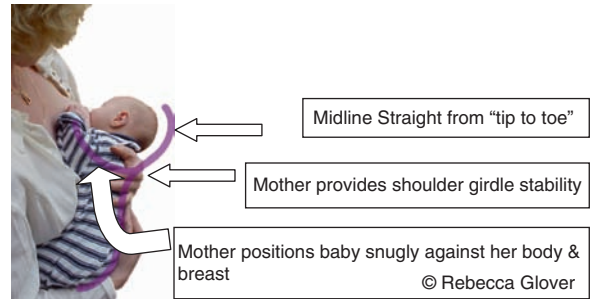 Midline Straight from “tip to toe”
Mother provides shoulder girdle stability
Mother positions baby snugly against her body &
breast
© Rebecca Glover